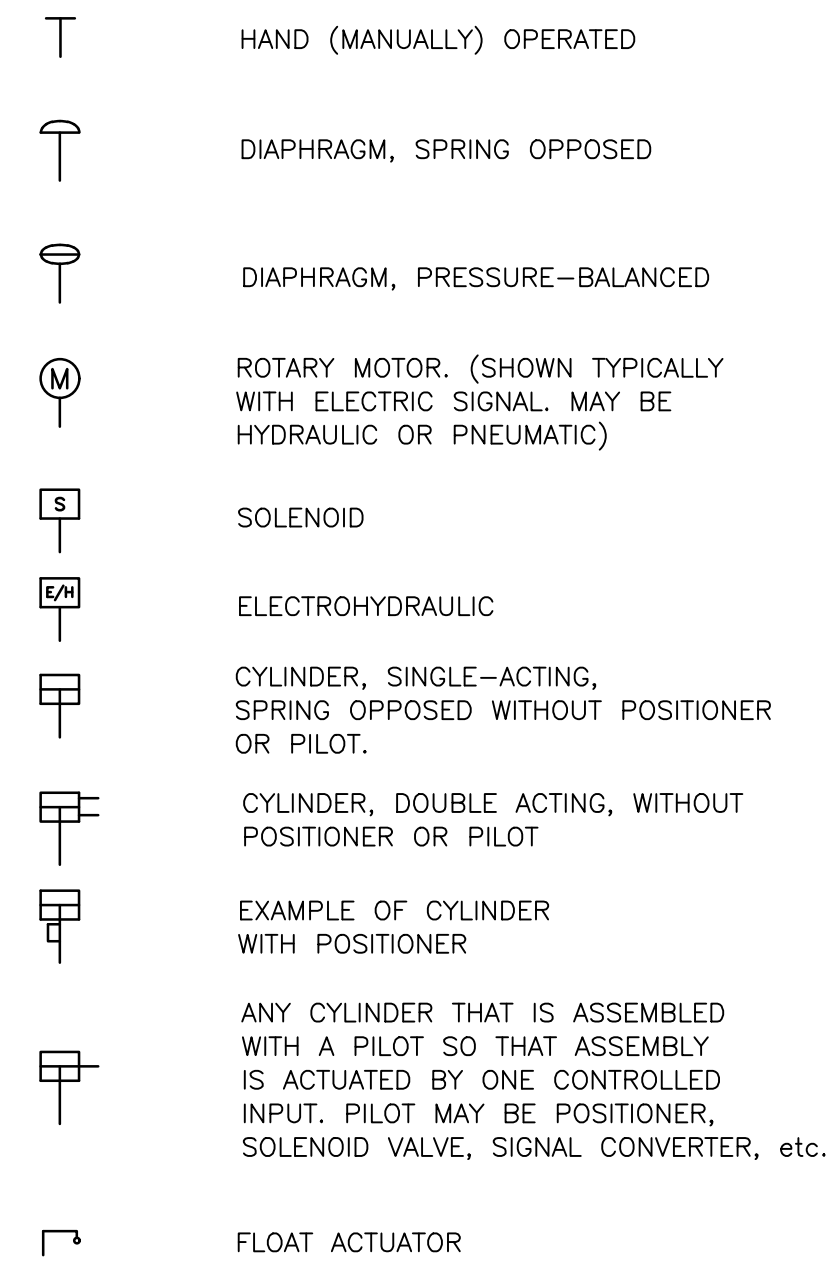 HAND (MANUALLY) OPERATED
DIAPHRAGM, SPRING OPPOSED
DIAPHRAGM, PRESSURE-BALANCED
M
ROTARY MOTOR. (SHOWN TYPICALLY
WITH ELECTRIC SIGNAL. MAY BE
HYDRAULIC OR PNEUMATIC)
S
SOLENOID
E/H
ELECTROHYDRAULIC
CYLINDER, SINGLE-ACTING,
SPRING OPPOSED WITHOUT POSITIONER
OR PILOT.
CYLINDER, DOUBLE ACTING, WITHOUT
POSITIONER OR PILOT
EXAMPLE OF CYLINDER
WITH POSITIONER
ANY CYLINDER THAT IS ASSEMBLED
WITH A PILOT SO THAT ASSEMBLY
IS ACTUATED BY ONE CONTROLLED
INPUT. PILOT MAY BE POSITIONER,
SOLENOID VALVE, SIGNAL CONVERTER, etc.
FLOAT ACTUATOR